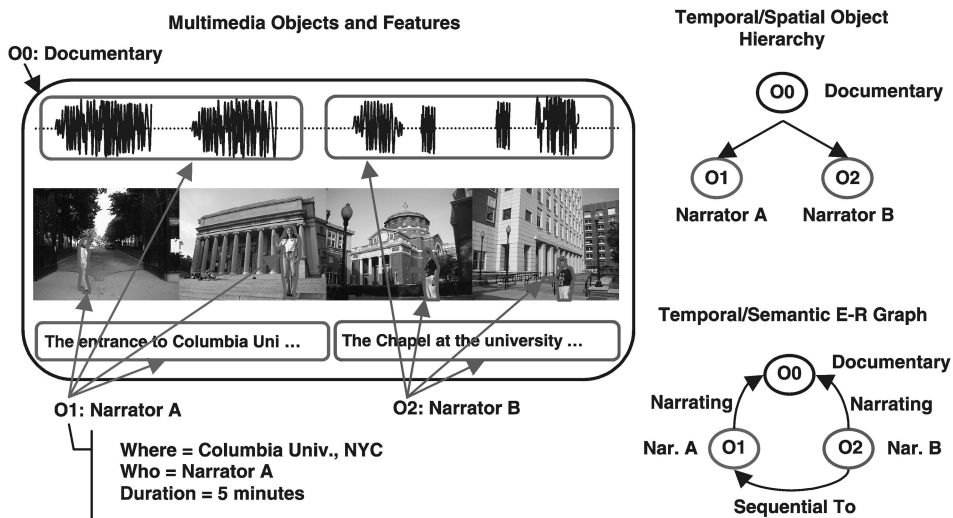 Multimedia Objects and Features
O0: Documentary
The entrance to Columbia Uni ...
The Chapel at the university ...
O1: Narrator A
O2: Narrator B
Where = Columbia Univ., NYC
Who = Narrator A
Duration = 5 minutes
Temporal/Spatial Object
Hierarchy
O0
Documentary
O1
O2
Narrator A
Narrator B
Temporal/Semantic E-R Graph
O0
Documentary
Narrating
Narrating
Nar. A
O1
O2
Nar. B
Sequential To